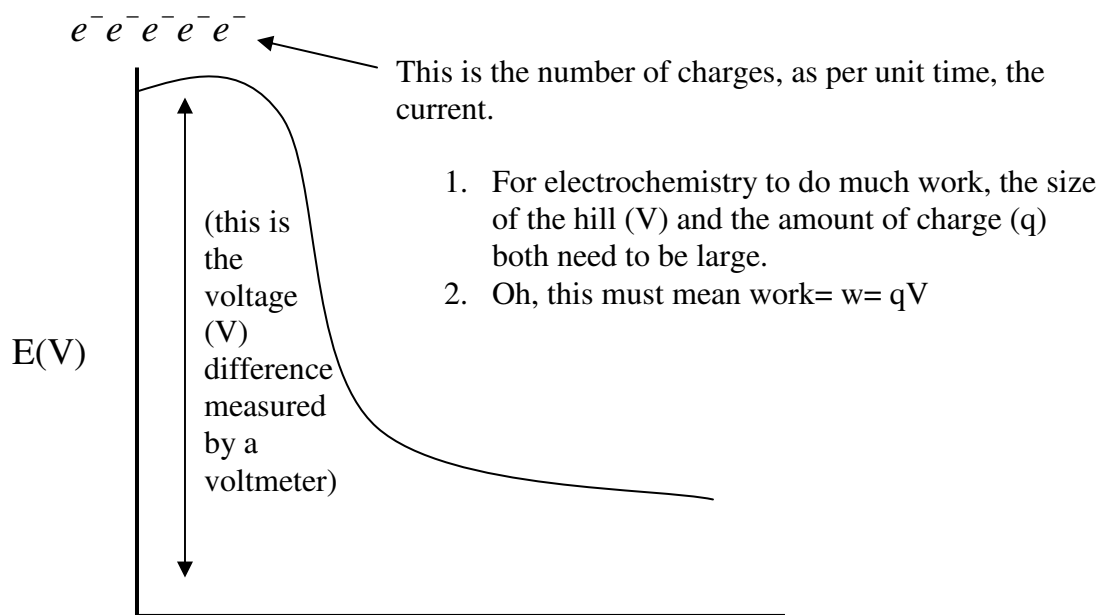 e⁻e⁻e⁻e⁻e⁻
This is the number of charges, as per unit time, the
current.
1. For electrochemistry to do much work, the size
of the hill (V) and the amount of charge (q)
both need to be large.
2. Oh, this must mean work= w= qV
(this is
the
voltage
(V)
difference
measured
by a
voltmeter)
E(V)